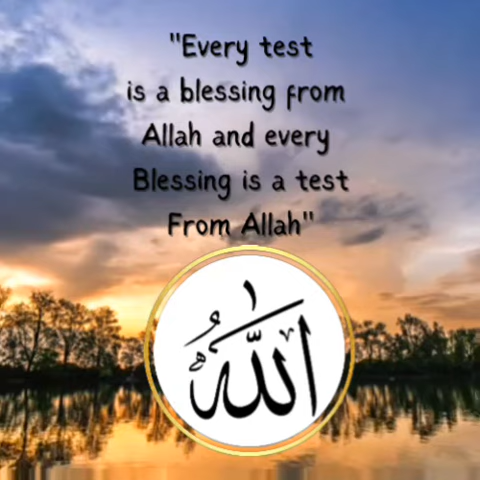 "Every test
is a blessing from
Allah and every
Blessing is a test
From Allah"
الله